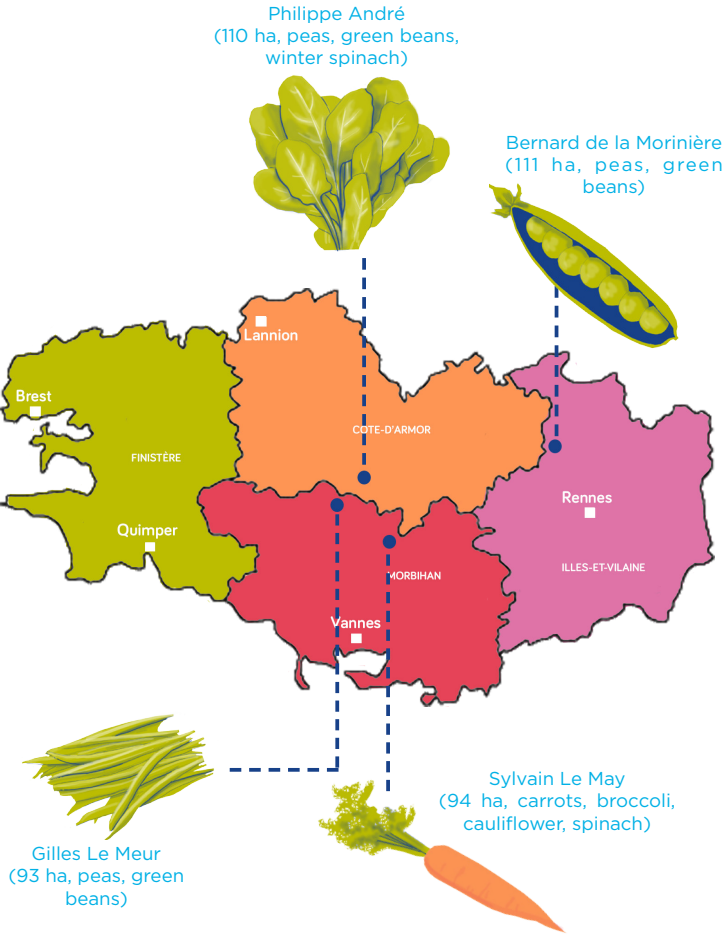 Philippe André
(110 ha, peas, green beans,
winter spinach)
Bernard de la Morinière
(111 ha, peas, green
beans)
Lannion
Brest
COTE-D'ARMOR
FINISTÈRE
Rennes
Quimper
ILLES-ET-VILAINE
MORBIHAN
Vannes
Sylvain Le May
(94 ha, carrots, broccoli,
cauliflower, spinach)
Gilles Le Meur
(93 ha, peas, green
beans)